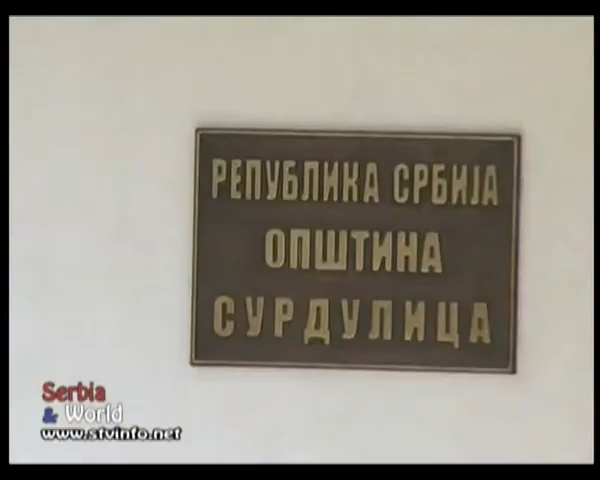 РЕПУБЛИКА СРБИЈА
ОПШТИНА
СУРДУЛИЦА
Serbia
& World
www.stvinfo.net